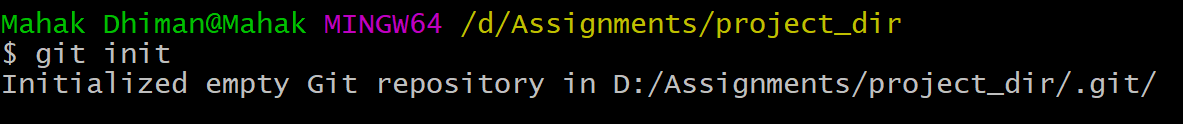 Mahak Dhiman@Mahak MINGW64 /d/Assignments/project_dir
$ git init
Initialized empty Git repository in D:/Assignments/project_dir/.git/